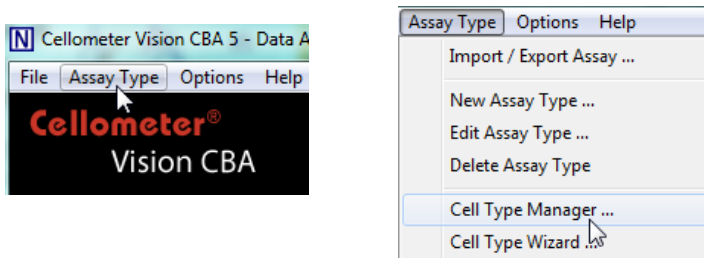 N Cellometer Vision CBA 5 - Data A
File Assay Type Options Help
Cellometer®
Vision CBA
Assay Type Options Help
Import / Export Assay ...
New Assay Type ...
Edit Assay Type ...
Delete Assay Type
Cell Type Manager ...
Cell Type Wizard ...